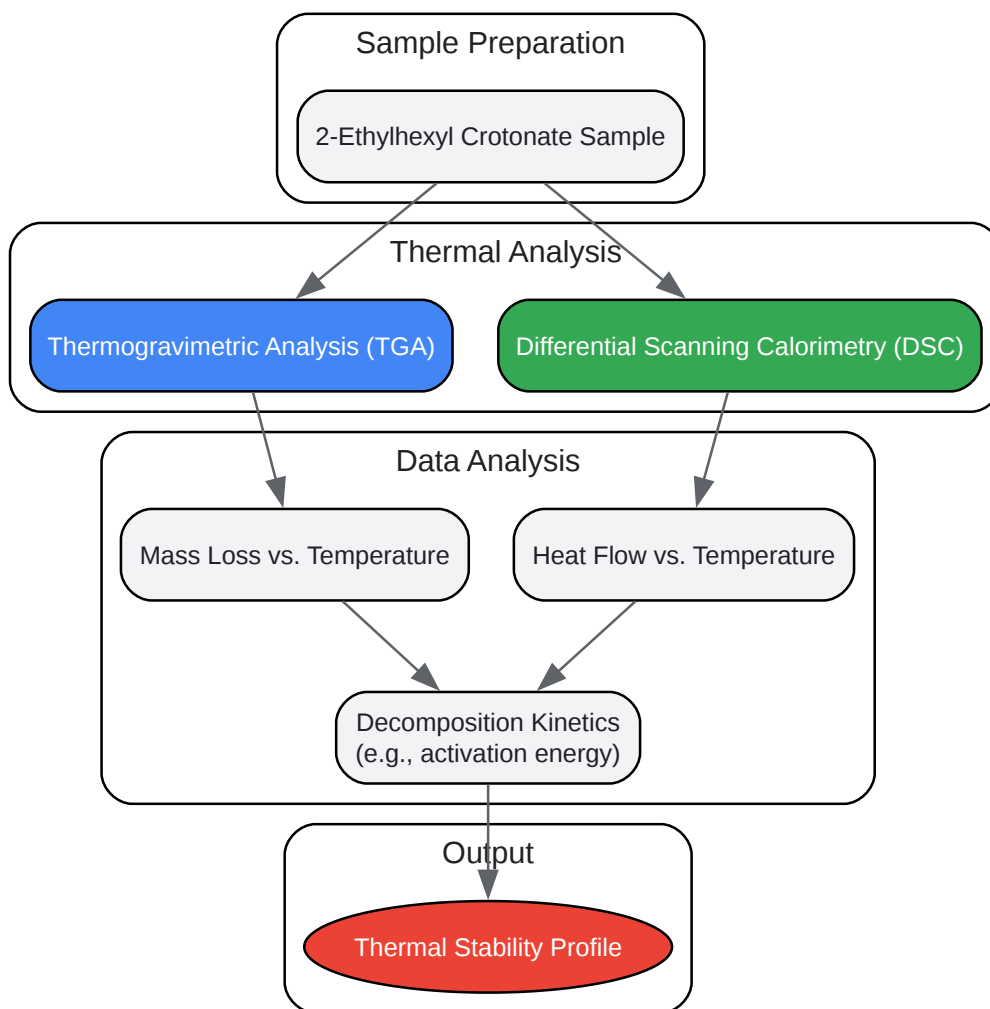 Sample Preparation
2-Ethylhexyl Crotonate Sample
Thermal Analysis
Thermogravimetric Analysis (TGA)
Differential Scanning Calorimetry (DSC)
Data Analysis
Mass Loss vs. Temperature
Heat Flow vs. Temperature
Decomposition Kinetics
(e.g., activation energy)
Output
Thermal Stability Profile